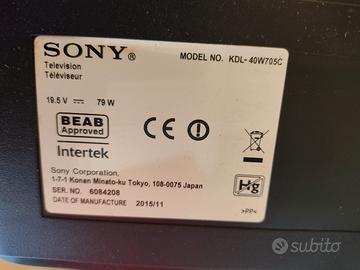 SONY®
MODEL NO. KDL-40W705C
Television
Téléviseur
19.5 V ⎓ 79 W
BEAB
Approved
Intertek
CE
Sony Corporation,
1-7-1 Konan Minato-ku Tokyo, 108-0075 Japan
SER. NO. 6084208
DATE OF MANUFACTURE 2015/11
Hg
>PP<
subito